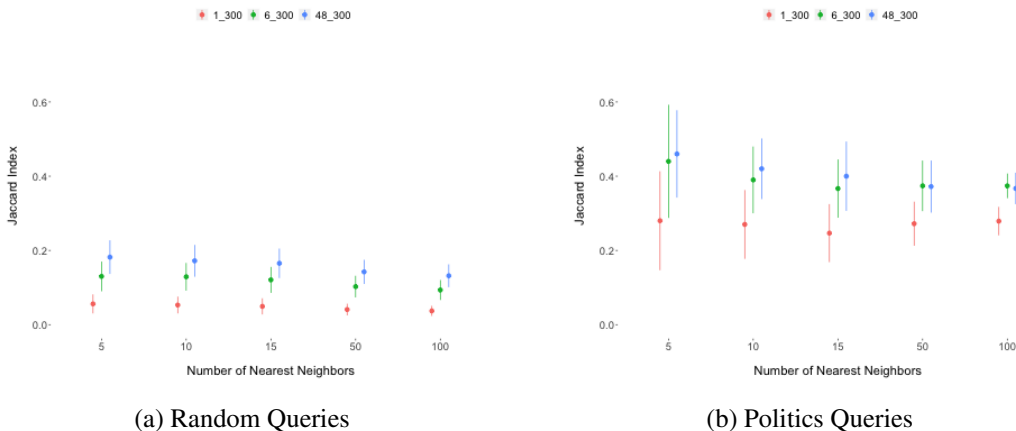 1_300 6_300 48_300
0.6
0.4
0.2
0.0
Jaccard Index
5 10 15 50 100
Number of Nearest Neighbors
(a) Random Queries
1_300 6_300 48_300
0.6
0.4
0.2
0.0
Jaccard Index
5 10 15 50 100
Number of Nearest Neighbors
(b) Politics Queries